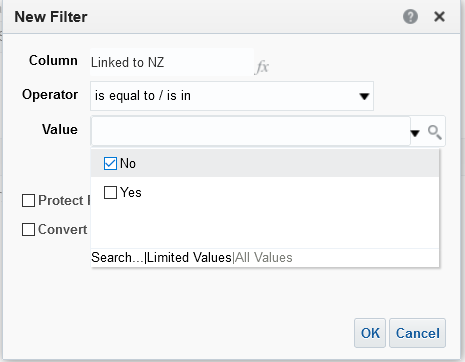 New Filter
Column Linked to NZ fx
Operator is equal to / is in
Value
No
Yes
Protect
Convert
Search...|Limited Values|All Values
OK Cancel